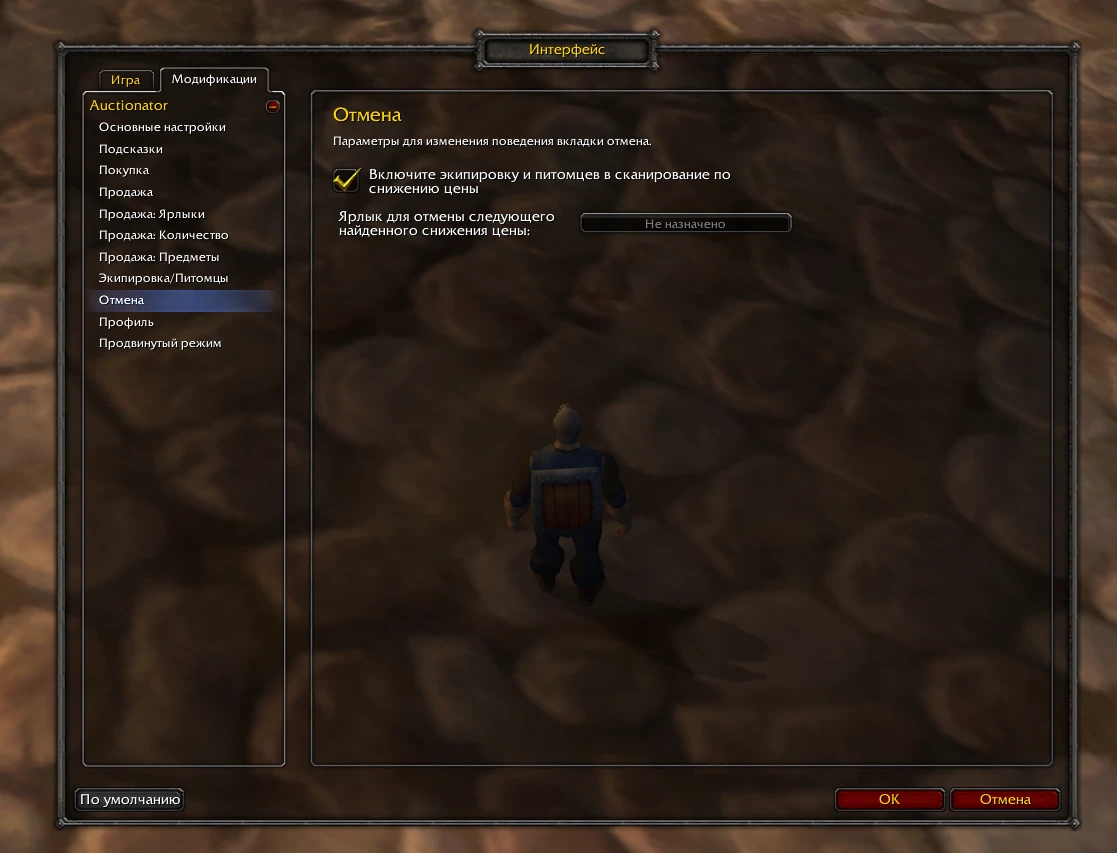 Интерфейс
Игра
Модификации
Auctionator
Основные настройки
Подсказки
Покупка
Продажа
Продажа: Ярлыки
Продажа: Количество
Продажа: Предметы
Экипировка/Питомцы
Отмена
Профиль
Продвинутый режим
Отмена
Параметры для изменения поведения вкладки отмена.
Включите экипировку и питомцев в сканирование по
снижению цены
Ярлык для отмены следующего
найденного снижения цены:
Не назначено
По умолчанию
ОК
Отмена